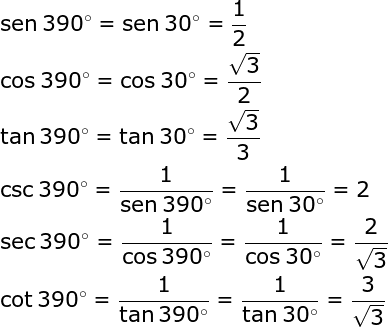 sen 390° = sen 30° = 1/2
cos 390° = cos 30° = √3/2
tan 390° = tan 30° = √3/3
csc 390° = 1/sen 390° = 1/sen 30° = 2
sec 390° = 1/cos 390° = 1/cos 30° = 2/√3
cot 390° = 1/tan 390° = 1/tan 30° = 3/√3